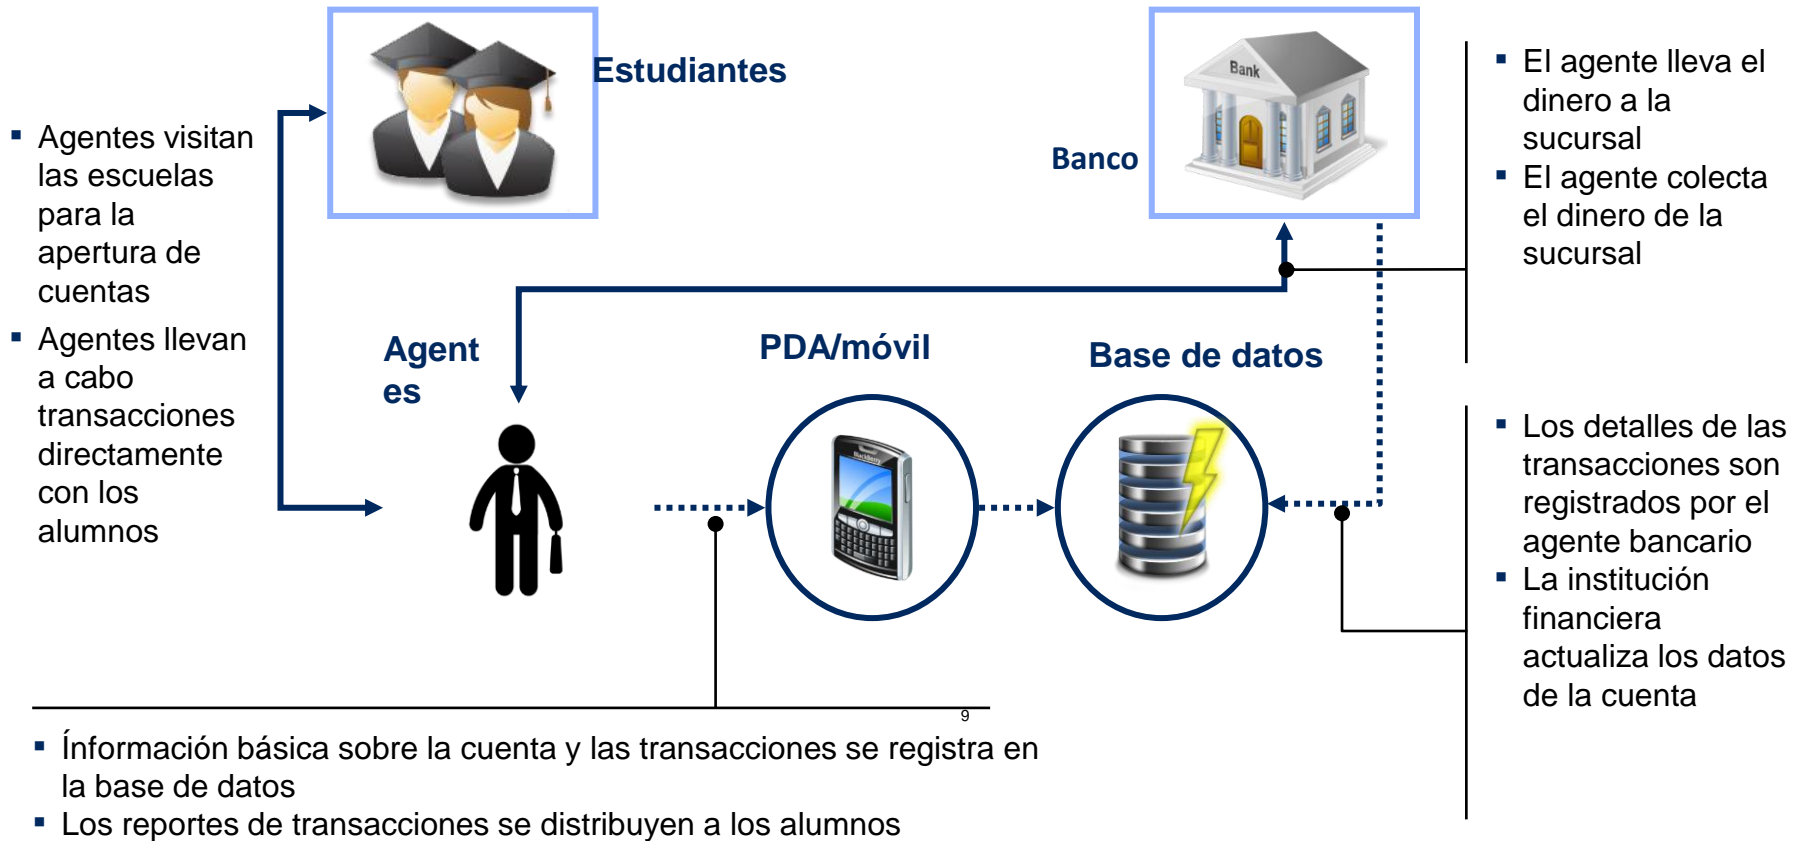 Estudiantes
Bank
Banco
▪ Agentes visitan
las escuelas
para la
apertura de
cuentas
▪ Agentes llevan
a cabo
transacciones
directamente
con los
alumnos
▪ El agente lleva el
dinero a la
sucursal
▪ El agente colecta
el dinero de la
sucursal
Agent
es
PDA/móvil
BlackBerry
Base de datos
▪ Los detalles de las
transacciones son
registrados por el
agente bancario
▪ La institución
financiera
actualiza los datos
de la cuenta
9
▪ Ínformación básica sobre la cuenta y las transacciones se registra en
la base de datos
▪ Los reportes de transacciones se distribuyen a los alumnos